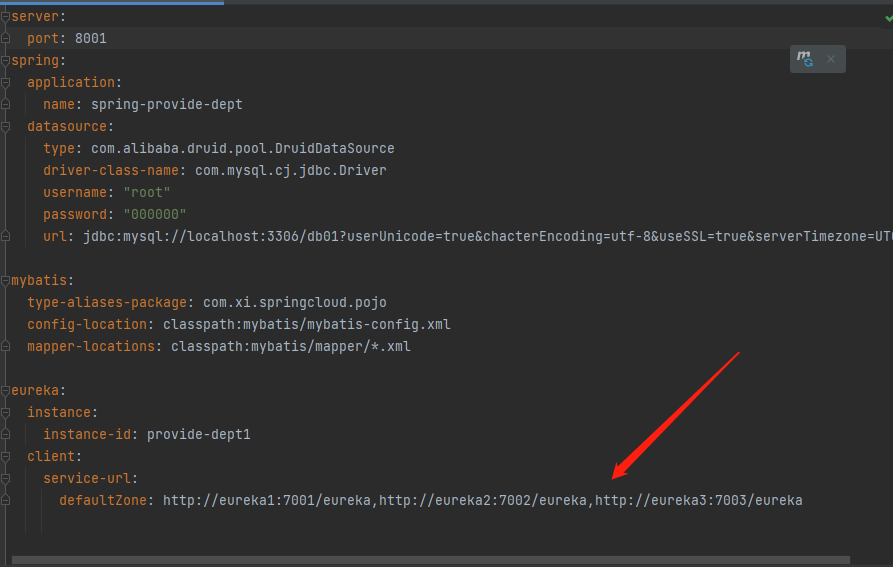 server:
  port: 8001
spring:
  application:
    name: spring-provide-dept
  datasource:
    type: com.alibaba.druid.pool.DruidDataSource
    driver-class-name: com.mysql.cj.jdbc.Driver
    username: "root"
    password: "000000"
    url: jdbc:mysql://localhost:3306/db01?userUnicode=true&chacterEncoding=utf-8&useSSL=true&serverTimezone=UT
mybatis:
  type-aliases-package: com.xi.springcloud.pojo
  config-location: classpath:mybatis/mybatis-config.xml
  mapper-locations: classpath:mybatis/mapper/*.xml
eureka:
  instance:
    instance-id: provide-dept1
  client:
    service-url:
      defaultZone: http://eureka1:7001/eureka,http://eureka2:7002/eureka,http://eureka3:7003/eureka